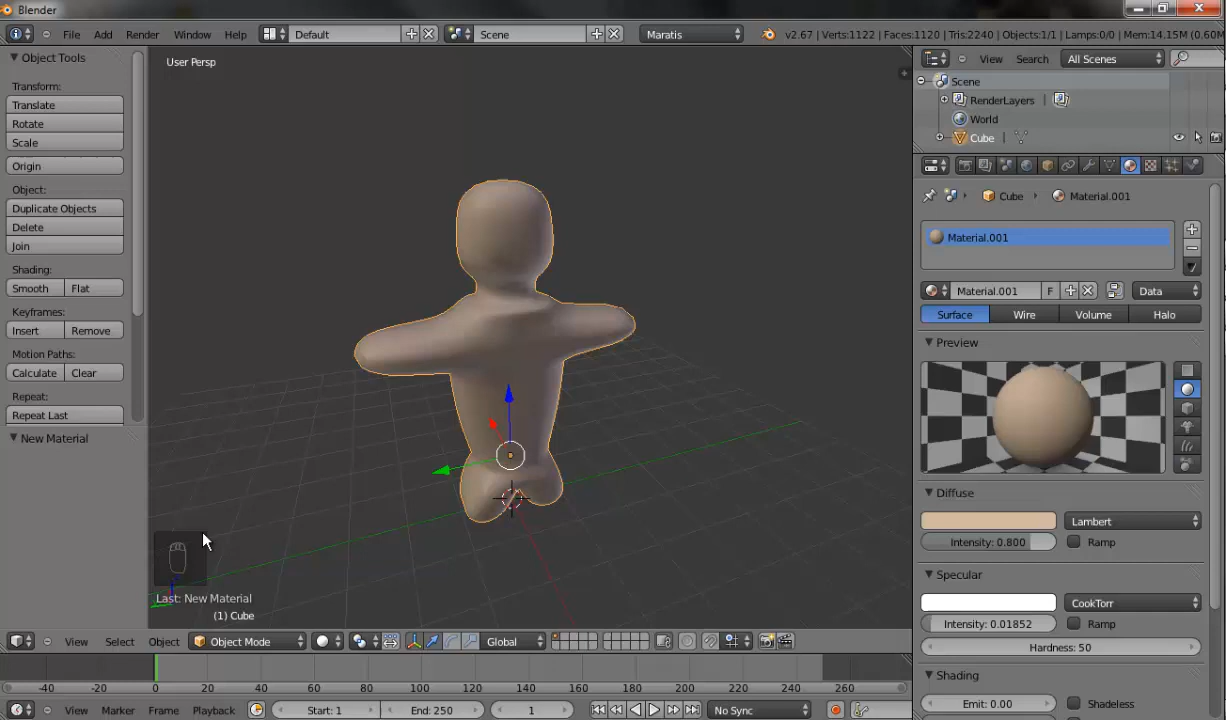 Blender
File Add Render Window Help Default Scene Maratis v2.67 | Verts:1122 | Faces:1120 | Tris:2240 | Objects:1/1 | Lamps:0/0 | Mem:14.15M (0.60M
Object Tools
Transform:
Translate
Rotate
Scale
Origin
Object:
Duplicate Objects
Delete
Join
Shading:
Smooth Flat
Keyframes:
Insert Remove
Motion Paths:
Calculate Clear
Repeat:
Repeat Last
New Material
User Persp
Last: New Material
(1) Cube
View Select Object Object Mode Global
-40 -20 0 20 40 60 80 100 120 140 160 180 200 220 240 260
View Marker Frame Playback Start: 1 End: 250 1 No Sync
View Search All Scenes
Scene
RenderLayers |
World
Cube |
Cube Material.001
Material.001
Material.001 F Data
Surface Wire Volume Halo
Preview
Diffuse
Lambert
Intensity: 0.800 Ramp
Specular
CookTorr
Intensity: 0.01852 Ramp
Hardness: 50
Shading
Emit: 0.00 Shadeless